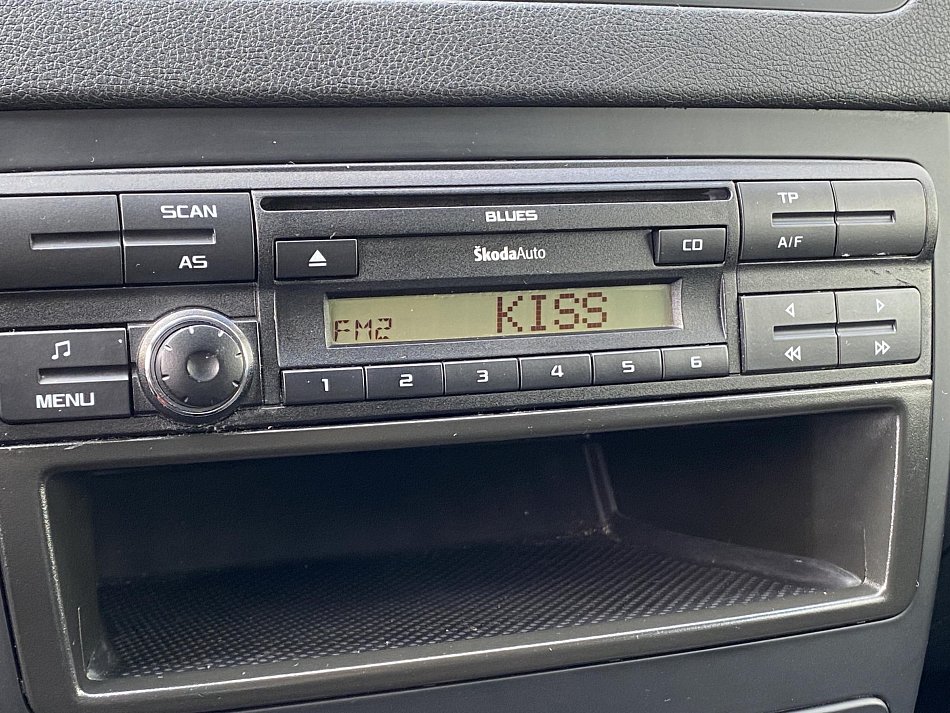 BLUES
SCAN
AS
ŠkodaAuto
CD
TP
A/F
FM2 KISS
MENU
1 2 3 4 5 6